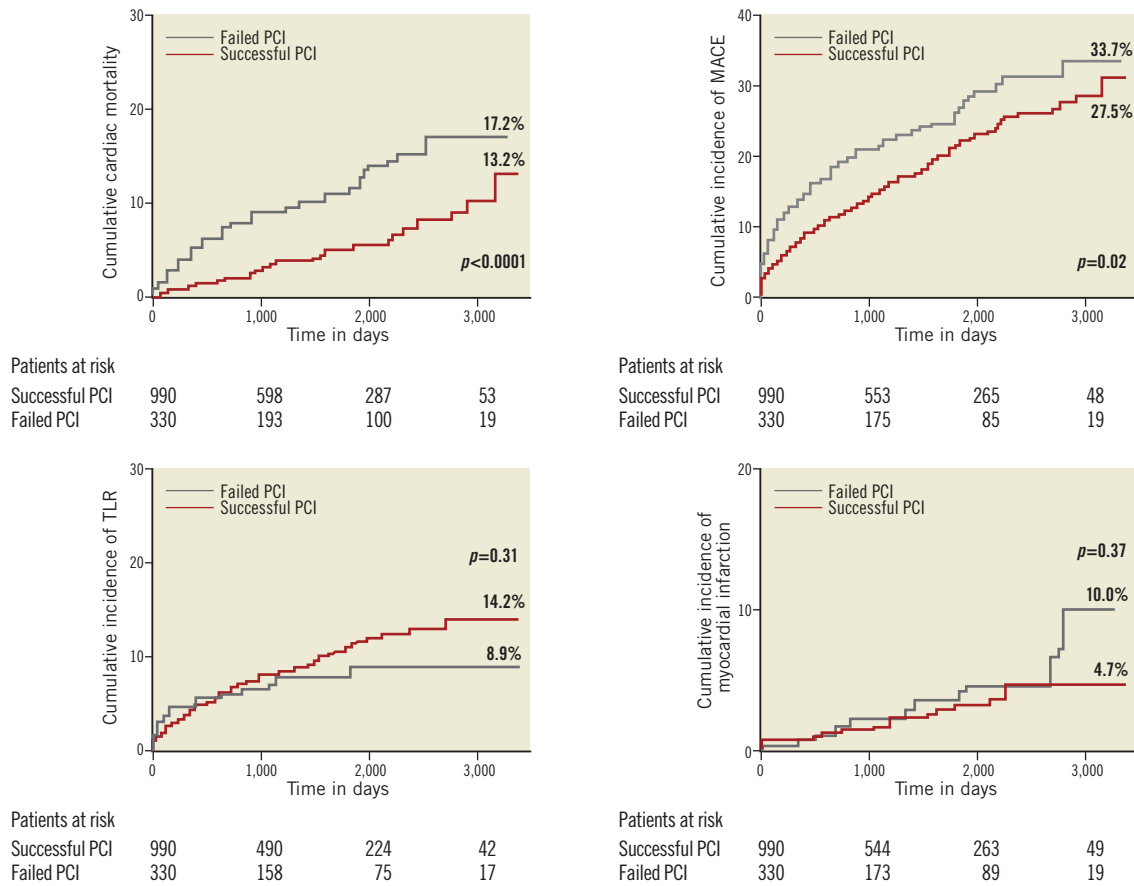 Cumulative cardiac mortality
30
20
10
0
Failed PCI
Successful PCI
17.2%
13.2%
p<0.0001
0 1,000 2,000 3,000
Time in days
Patients at risk
Successful PCI 990 598 287 53
Failed PCI 330 193 100 19
Cumulative incidence of MACE
40
30
20
10
0
Failed PCI
Successful PCI
33.7%
27.5%
p=0.02
0 1,000 2,000 3,000
Time in days
Patients at risk
Successful PCI 990 553 265 48
Failed PCI 330 175 85 19
Cumulative incidence of TLR
30
20
10
0
Failed PCI
Successful PCI
p=0.31
14.2%
8.9%
0 1,000 2,000 3,000
Time in days
Patients at risk
Successful PCI 990 490 224 42
Failed PCI 330 158 75 17
Cumulative incidence of
myocardial infarction
20
10
0
Failed PCI
Successful PCI
p=0.37
10.0%
4.7%
0 1,000 2,000 3,000
Time in days
Patients at risk
Successful PCI 990 544 263 49
Failed PCI 330 173 89 19